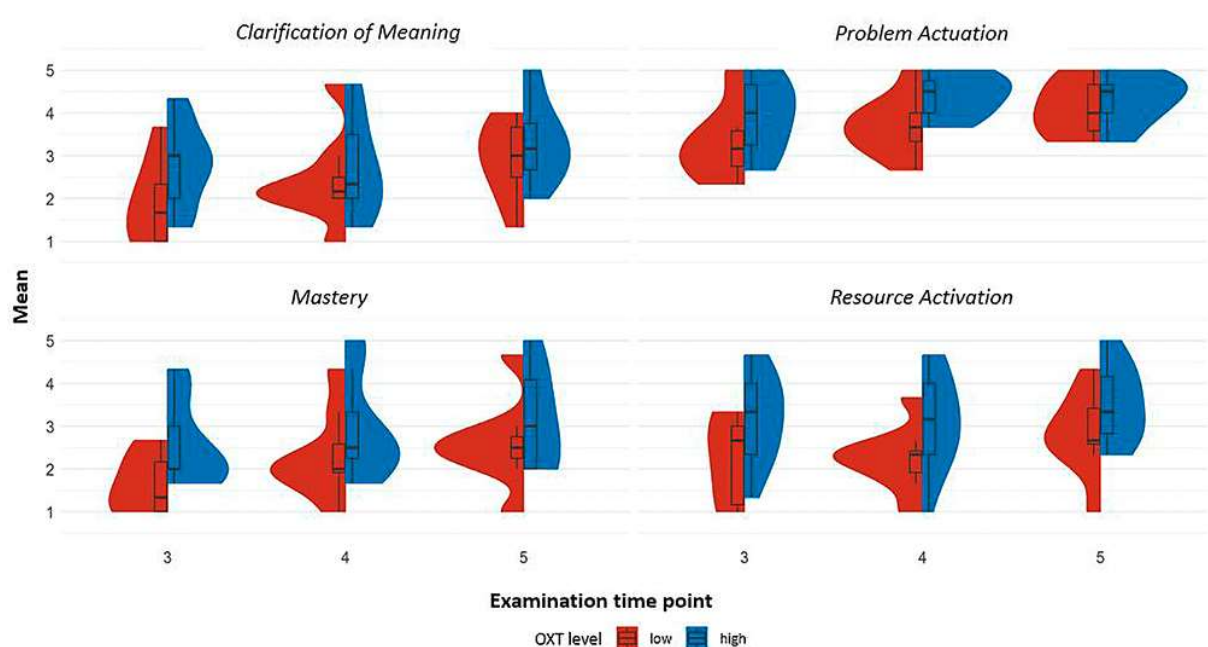 Clarification of Meaning
Problem Actuation
5
4
3
2
1
Mean
Mastery
Resource Activation
5
4
3
2
1
3 4 5 3 4 5
Examination time point
OXT level low high